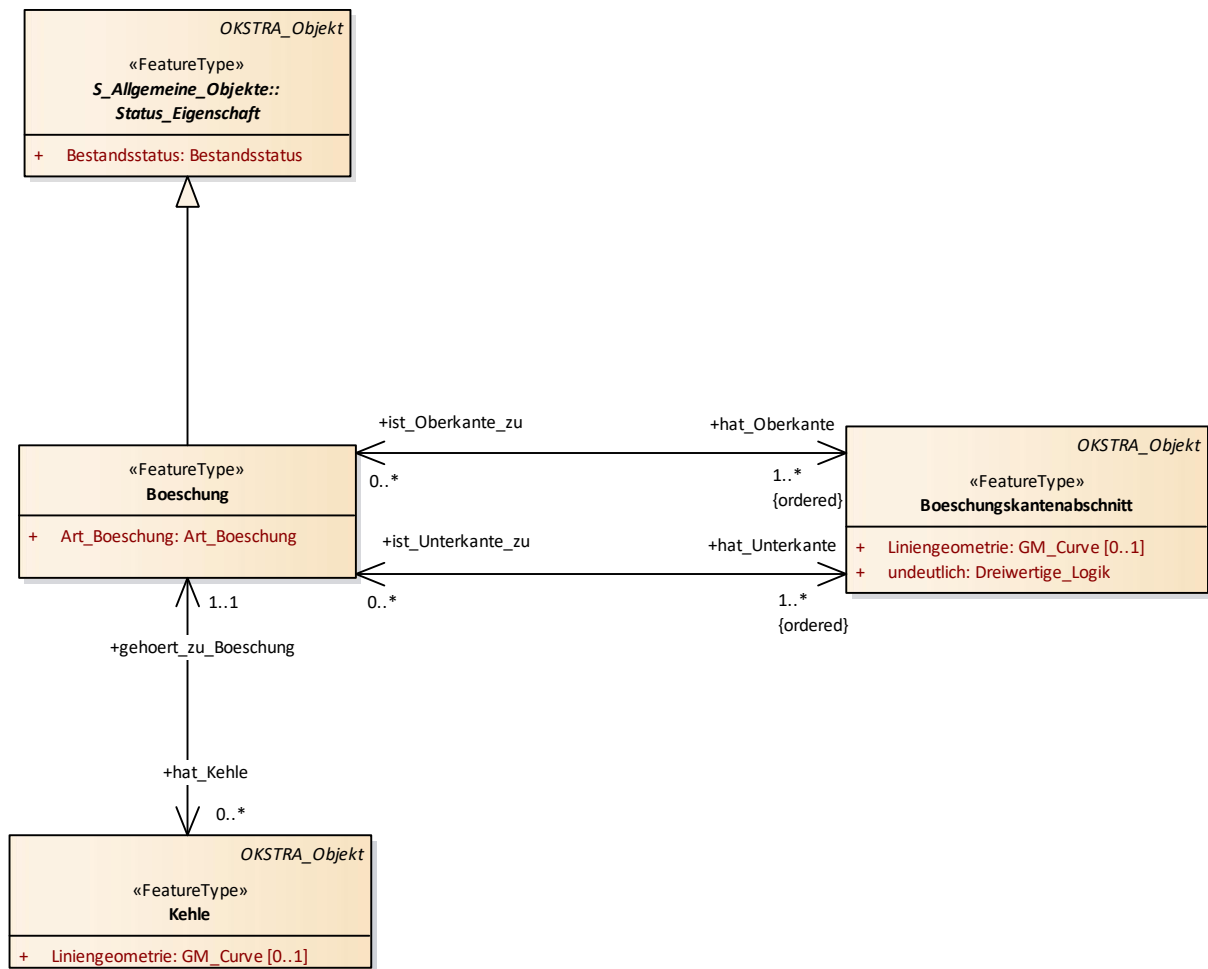 OKSTRA_Objekt
«FeatureType»
S_Allgemeine_Objekte::
Status_Eigenschaft
+ Bestandsstatus: Bestandsstatus
+ist_Oberkante_zu
+hat_Oberkante
0..*
1..*
{ordered}
«FeatureType»
Boeschung
+ Art_Boeschung: Art_Boeschung
OKSTRA_Objekt
«FeatureType»
Boeschungskantenabschnitt
+ Liniengeometrie: GM_Curve [0..1]
+ undeutlich: Dreiwertige_Logik
+ist_Unterkante_zu
+hat_Unterkante
0..*
1..*
{ordered}
1..1
+gehoert_zu_Boeschung
+hat_Kehle
0..*
OKSTRA_Objekt
«FeatureType»
Kehle
+ Liniengeometrie: GM_Curve [0..1]